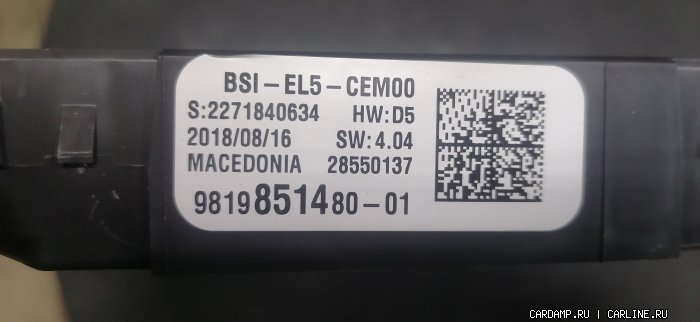 BSI-EL5-CEM00
S:2271840634 HW:D5
2018/08/16 SW:4.04
MACEDONIA 28550137
9819851480-01
CARDAMP.RU | CARLINE.RU